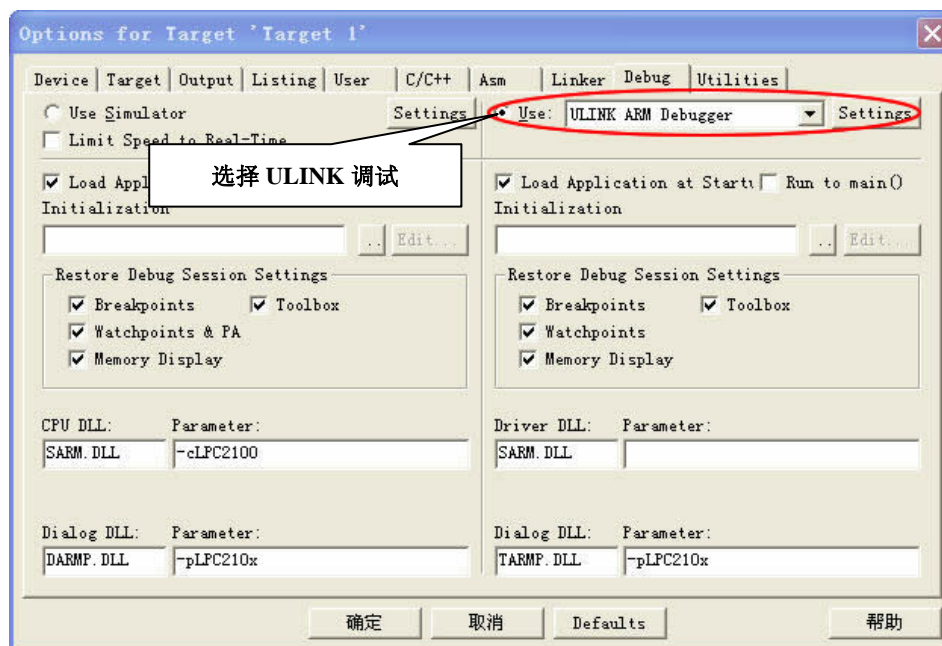 Options for Target 'Target 1'
Device Target Output Listing User C/C++ Asm Linker Debug Utilities
Use Simulator Settings
Use: ULINK ARM Debugger Settings
Limit Speed to Real-Time
选择 ULINK 调试
Load Appl
Load Application at Startu Run to main()
Initialization
Initialization
.. Edit...
.. Edit...
Restore Debug Session Settings
Breakpoints Toolbox
Watchpoints & PA
Memory Display
Restore Debug Session Settings
Breakpoints Toolbox
Watchpoints
Memory Display
CPU DLL: Parameter:
SARM.DLL -cLPC2100
Driver DLL: Parameter:
SARM.DLL
Dialog DLL: Parameter:
DARMP.DLL -pLPC210x
Dialog DLL: Parameter:
TARMP.DLL -pLPC210x
确定 取消 Defaults 帮助